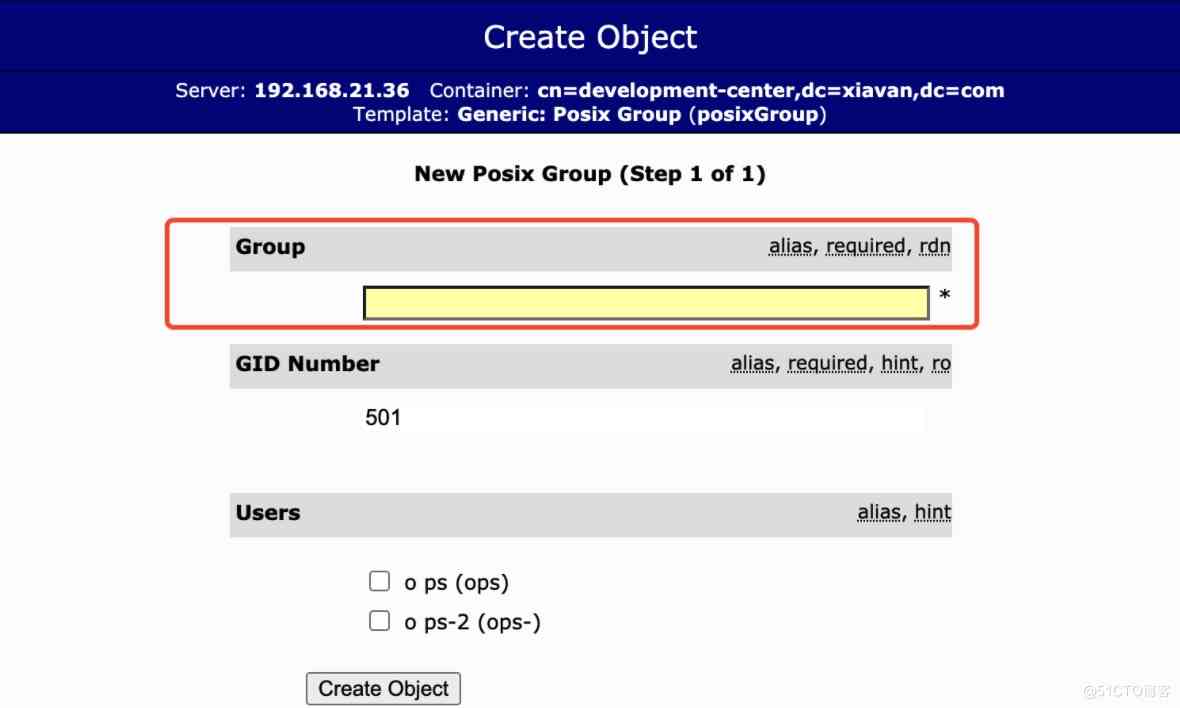 Create Object
Server: 192.168.21.36 Container: cn=development-center,dc=xiavan,dc=com
Template: Generic: Posix Group (posixGroup)
New Posix Group (Step 1 of 1)
Group alias, required, rdn
*
GID Number alias, required, hint, ro
501
Users alias, hint
o ps (ops)
o ps-2 (ops-)
Create Object
@51CTO博客